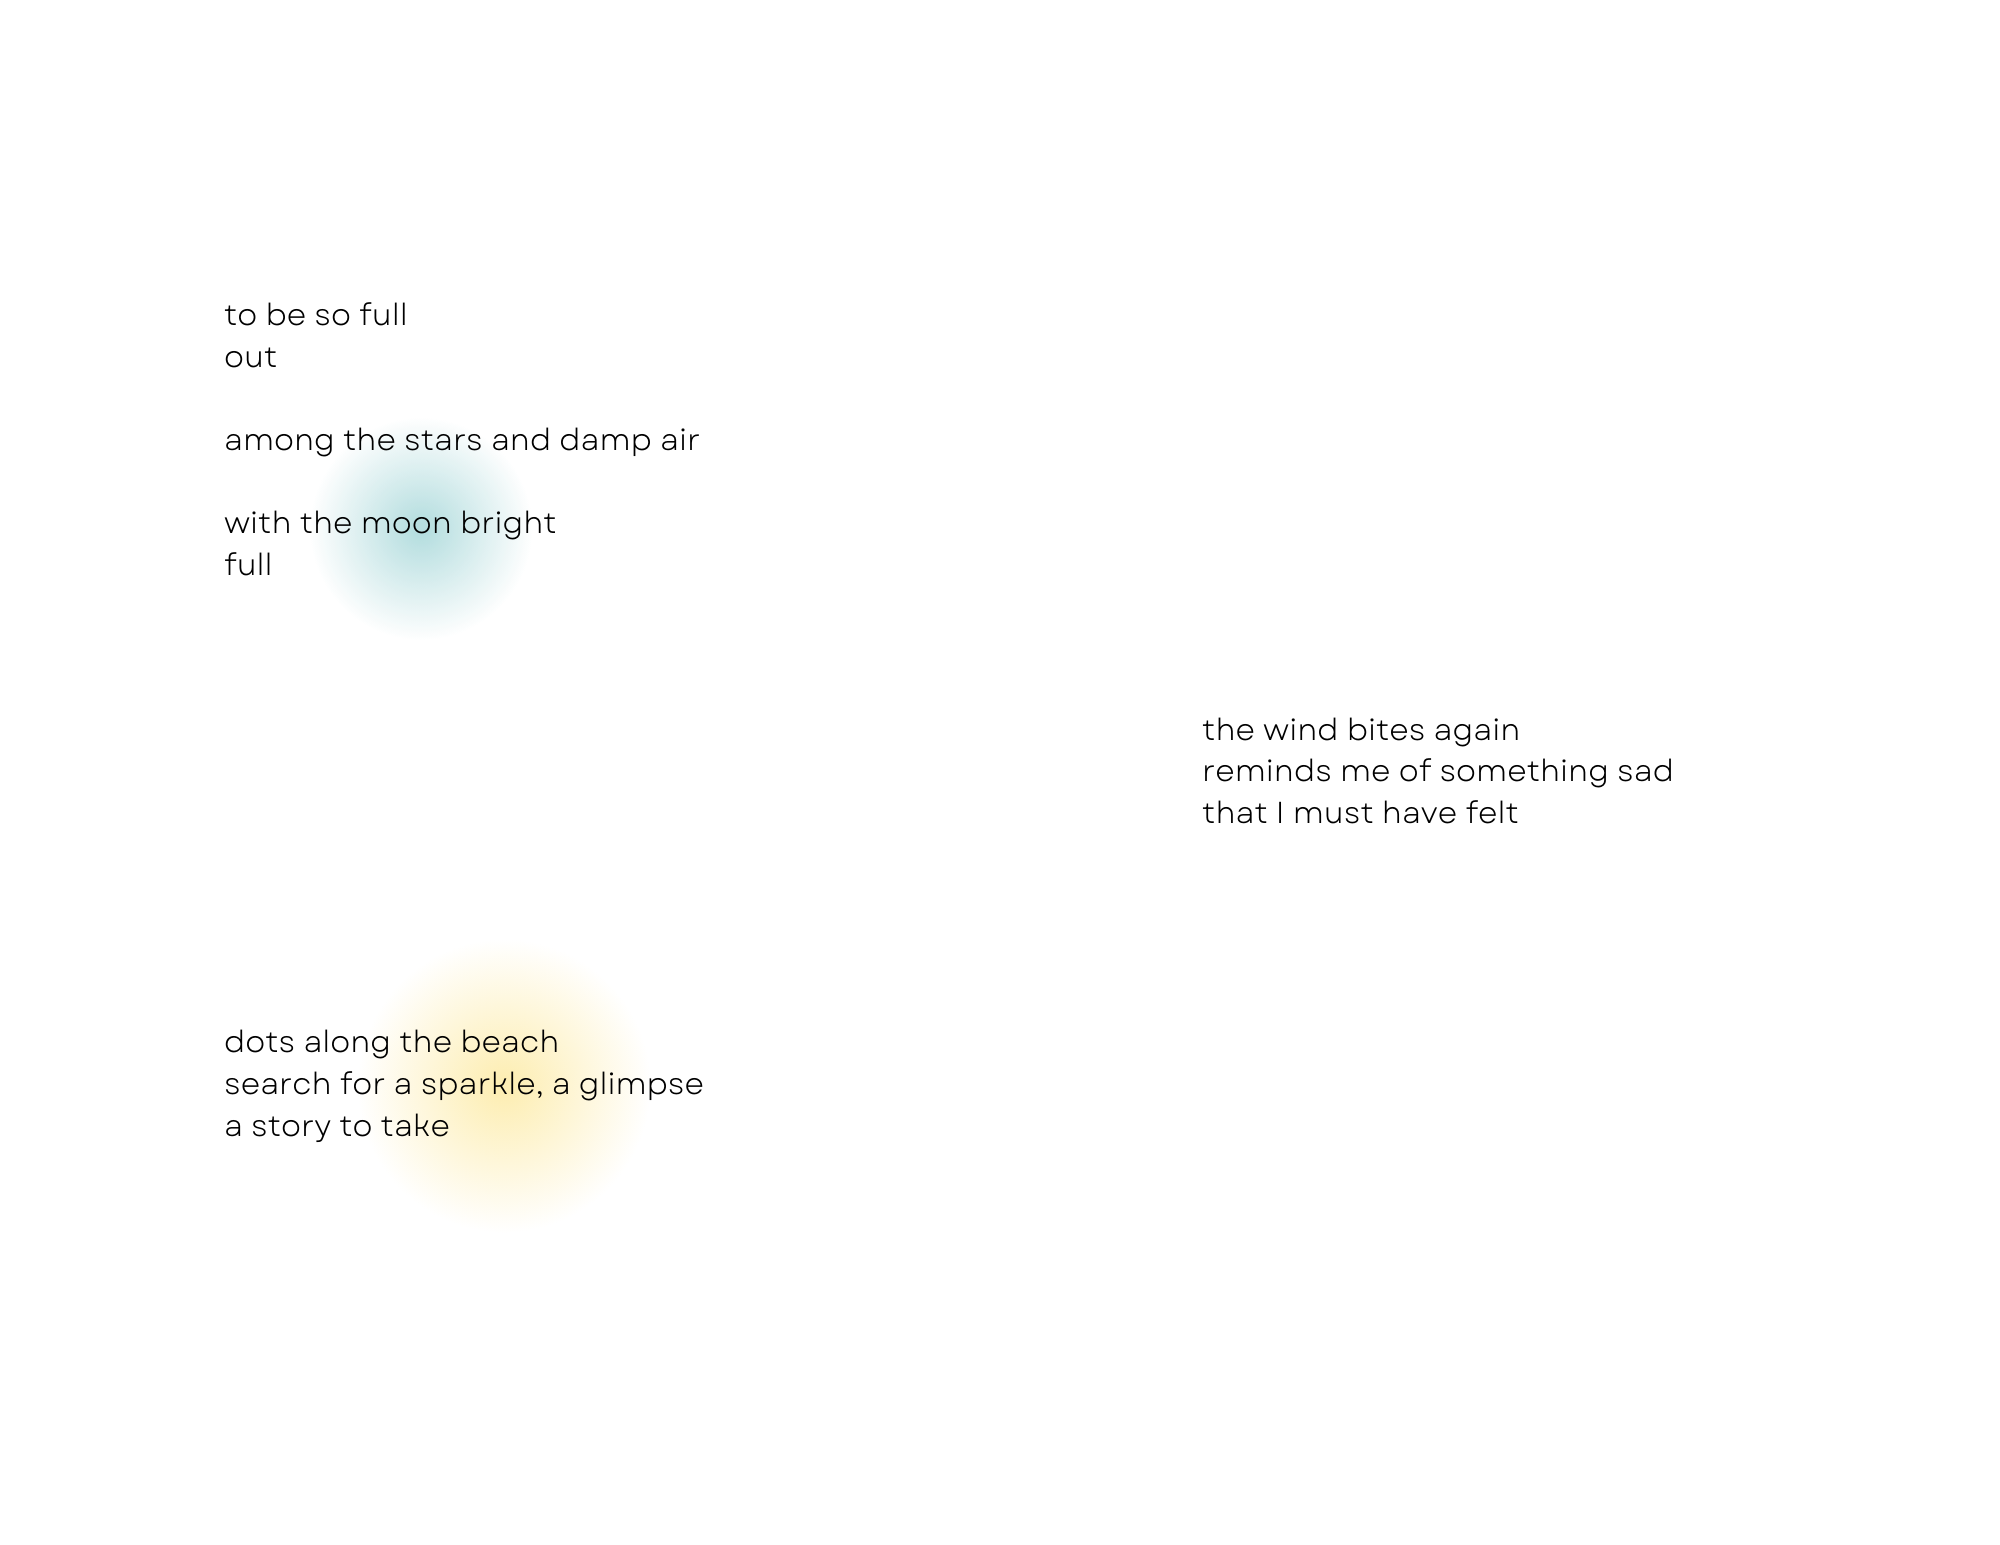 to be so full
out
among the stars and damp air
with the moon bright
full
dots along the beach
search for a sparkle, a glimpse
a story to take
the wind bites again
reminds me of something sad
that I must have felt